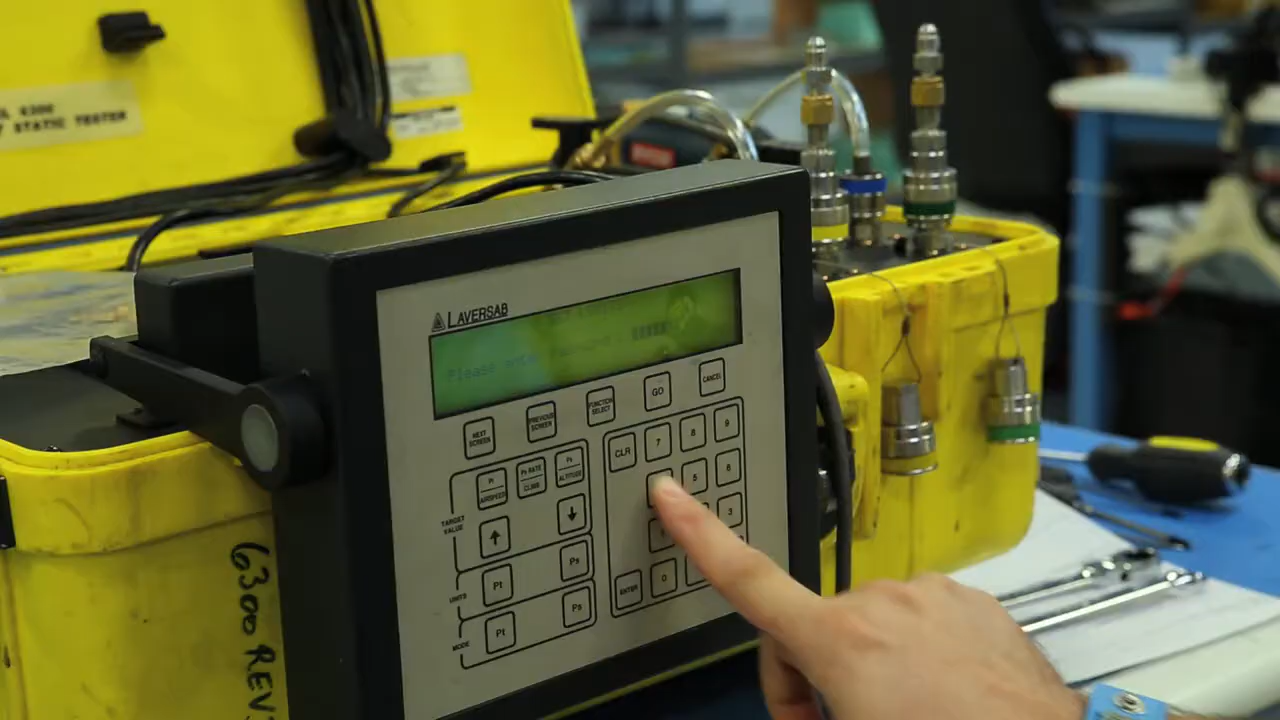 6300
STATIC TESTER
LAVERSAB
Please enter
NEXT SCREEN
PREVIOUS SCREEN
FUNCTION SELECT
GO
CANCEL
CLR
7
8
9
5
6
3
ENTER
0
Pt AIRSPEED
Ps RATE CLIMB
Ps ALTITUDE
TARGET VALUE
↑
↓
UNITS
Pt
Ps
MODE
Pt
Ps
6300 REV